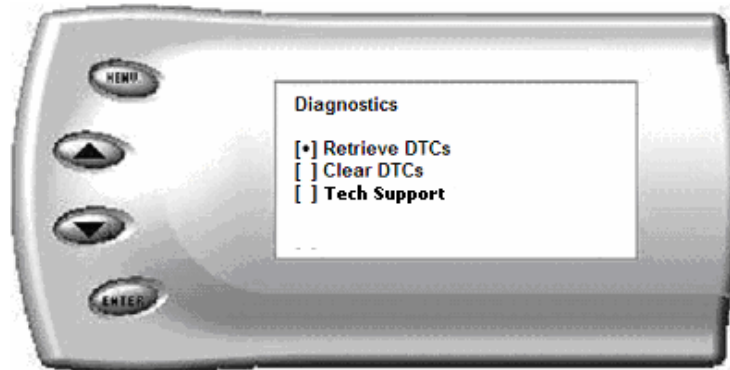 MENU
Diagnostics
[•] Retrieve DTCs
[ ] Clear DTCs
[ ] Tech Support
ENTER